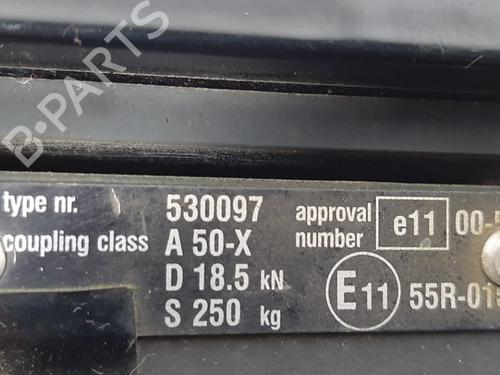 B-PARTS
type nr. 530097 approval number e11 00-
coupling class A 50-X
D 18.5 kN E11 55R-01
S 250 kg
B-PARTS